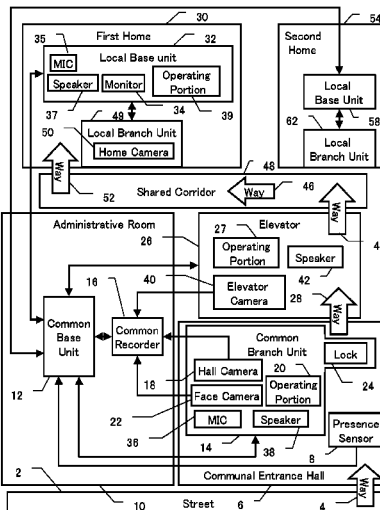 30
54
35
First Home
32
Second
Home
Local Base unit
MIC
Operating
Portion
Speaker
Monitor
Local
Base Unit
37
34
39
49
58
50
Local Branch Unit
62
Local
Branch Unit
Home Camera
48
Way
52
Shared Corridor
Way
46
Way
Administrative Room
Elevator
26
27
Operating
Portion
Speaker
4
16
40
42
Elevator
Camera
28
Way
Common
Base
Unit
Common
Recorder
Common
Branch Unit
20
Lock
12
18
Hall Camera
Face Camera
Operating
Portion
24
22
MIC
Speaker
Presence
Sensor
36
14
38
8
2
Communal Entrance Hall
Way
10
Street
6
4